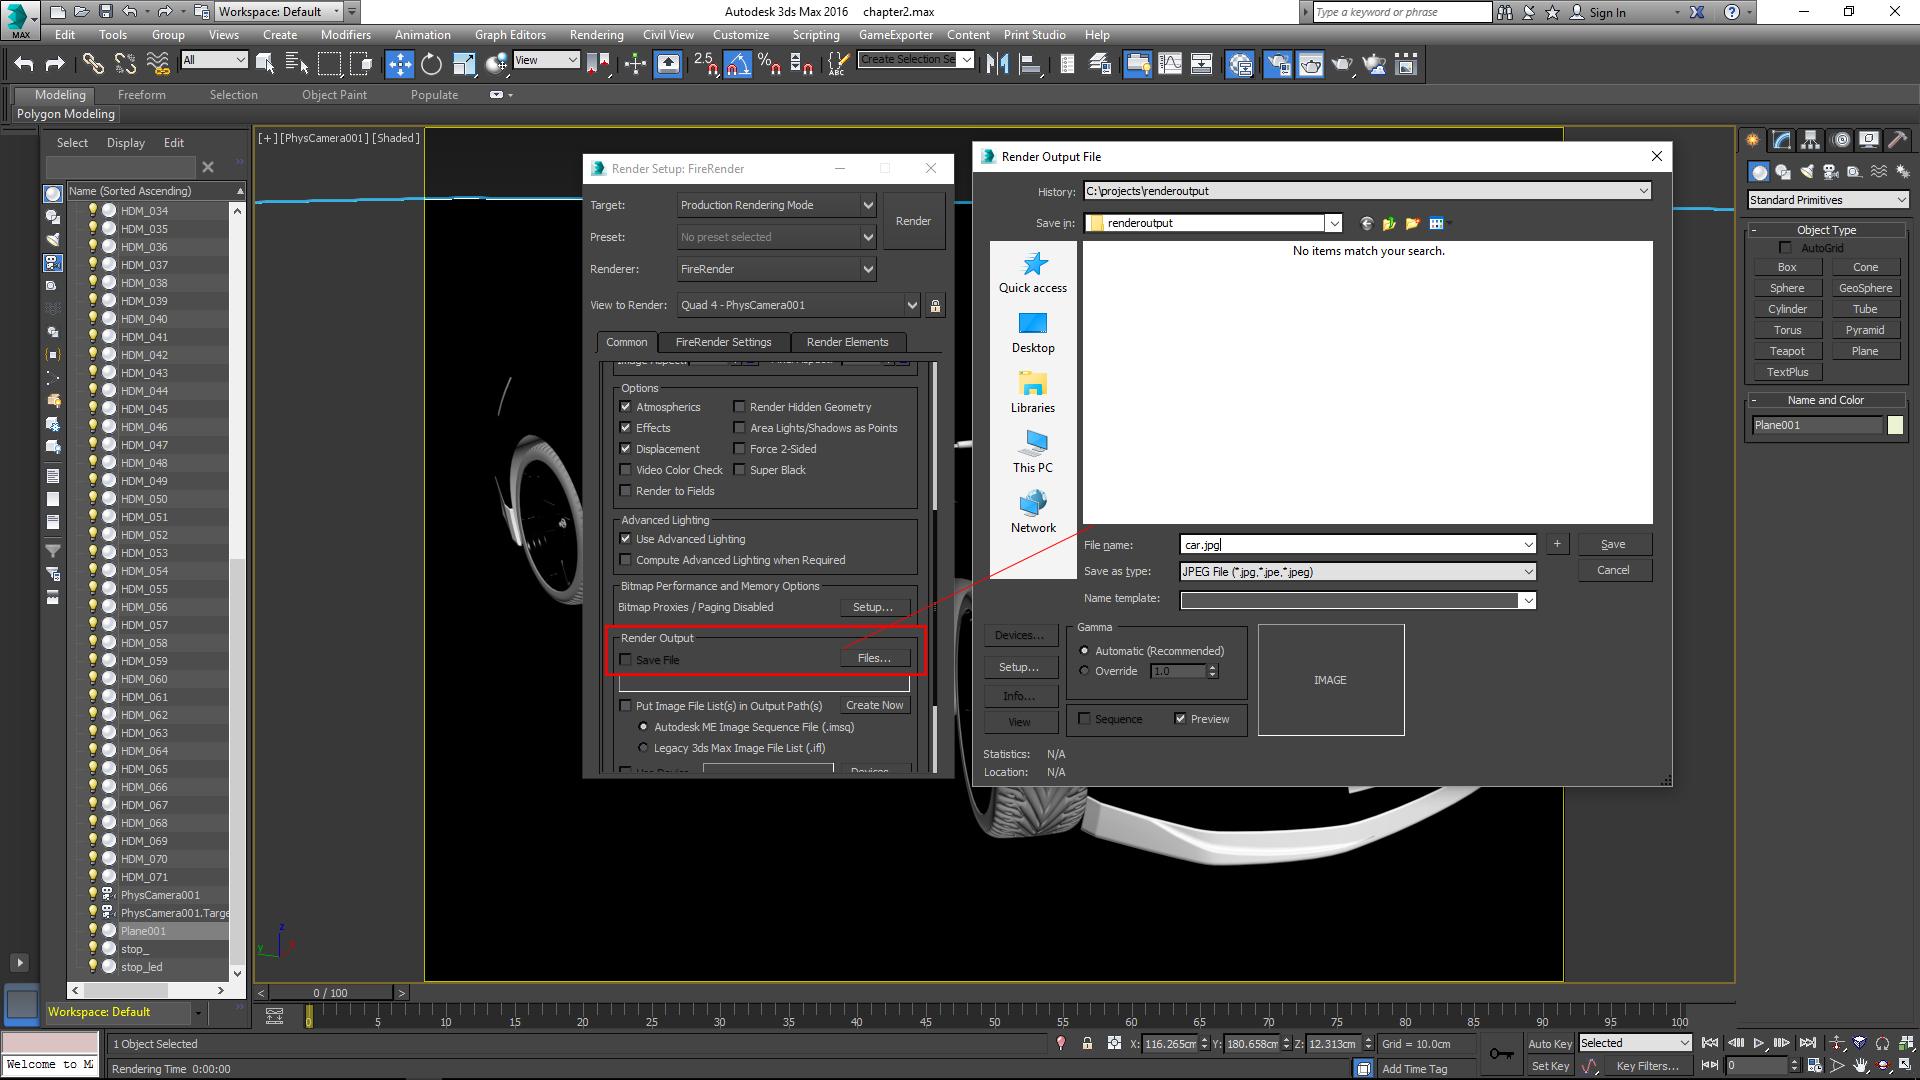 MAX
Workspace: Default
Autodesk 3ds Max 2016 chapter2.max
Type a keyword or phrase
Sign In
Edit Tools Group Views Create Modifiers Animation Graph Editors Rendering Civil View Customize Scripting GameExporter Content Print Studio Help
All
View
2.5
ABC
Create Selection Se
Modeling Freeform Selection Object Paint Populate
Polygon Modeling
Select Display Edit
Name (Sorted Ascending)
HDM_034
HDM_035
HDM_036
HDM_037
HDM_038
HDM_039
HDM_040
HDM_041
HDM_042
HDM_043
HDM_044
HDM_045
HDM_046
HDM_047
HDM_048
HDM_049
HDM_050
HDM_051
HDM_052
HDM_053
HDM_054
HDM_055
HDM_056
HDM_057
HDM_058
HDM_059
HDM_060
HDM_061
HDM_062
HDM_063
HDM_064
HDM_065
HDM_066
HDM_067
HDM_068
HDM_069
HDM_070
HDM_071
PhysCamera001
PhysCamera001.Targe
Plane001
stop_
stop_led
Workspace: Default
[+] [PhysCamera001] [Shaded]
Render Setup: FireRender
Target: Production Rendering Mode
Preset: No preset selected
Renderer: FireRender
Render
View to Render: Quad 4 - PhysCamera001
Common FireRender Settings Render Elements
Options
Atmospherics Render Hidden Geometry
Effects Area Lights/Shadows as Points
Displacement Force 2-Sided
Video Color Check Super Black
Render to Fields
Advanced Lighting
Use Advanced Lighting
Compute Advanced Lighting when Required
Bitmap Performance and Memory Options
Bitmap Proxies / Paging Disabled Setup...
Render Output
Save File Files...
Put Image File List(s) in Output Path(s) Create Now
Autodesk ME Image Sequence File (.imsq)
Legacy 3ds Max Image File List (.ifl)
Render Output File
History: C:\projects\renderoutput
Save in: renderoutput
No items match your search.
Quick access
Desktop
Libraries
This PC
Network
File name: car.jpg + Save
Save as type: JPEG File (*.jpg,*.jpe,*.jpeg) Cancel
Name template:
Devices...
Setup...
Info...
View
Gamma
Automatic (Recommended)
Override 1.0
Sequence Preview
IMAGE
Statistics: N/A
Location: N/A
Standard Primitives
Object Type
AutoGrid
Box Cone
Sphere GeoSphere
Cylinder Tube
Torus Pyramid
Teapot Plane
TextPlus
Name and Color
Plane001
z
y
x
0 / 100
0 5 10 15 20 25 30 35 40 45 50 55 60 65 70 75 80 85 90 95 100
1 Object Selected
X: 116.265cm Y: 180.658cm Z: 12.313cm Grid = 10.0cm
Auto Key Selected
Welcome to
Rendering Time 0:00:00
Add Time Tag
Set Key Key Filters...
0